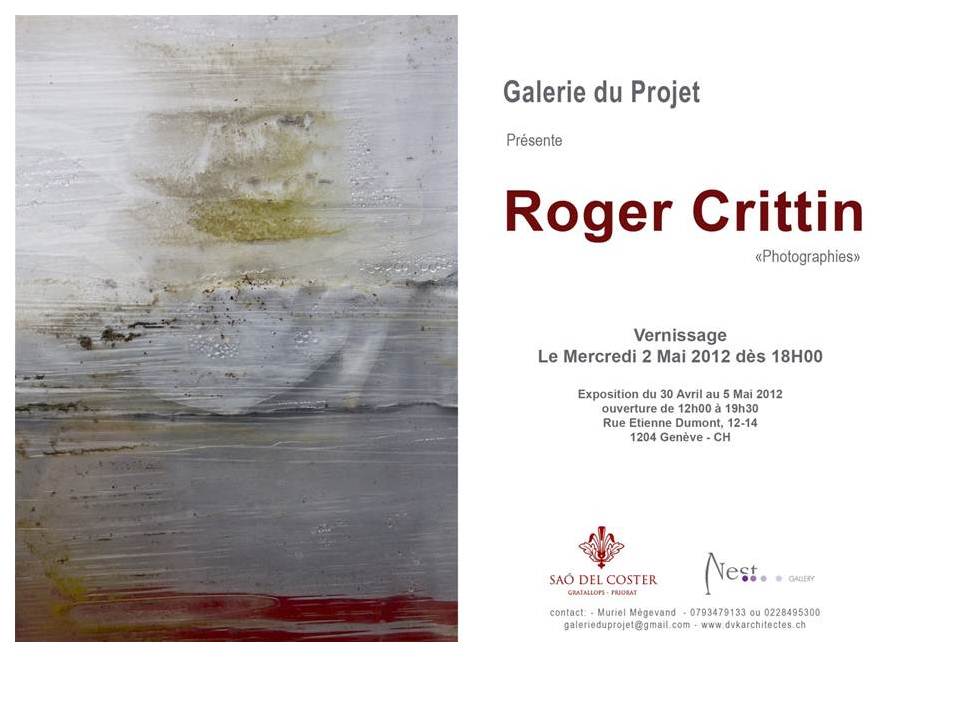 Galerie du Projet
Présente
Roger Crittin
«Photographies»
Vernissage
Le Mercredi 2 Mai 2012 dès 18H00
Exposition du 30 Avril au 5 Mai 2012
ouverture de 12h00 à 19h30
Rue Etienne Dumont, 12-14
1204 Genève - CH
SAÓ DEL COSTER
GRATALLOPS - PRIORAT
Nest
GALLERY
contact: - Muriel Mégevand - 0793479133 ou 0228495300
galerieduprojet@gmail.com - www.dvkarchitectes.ch